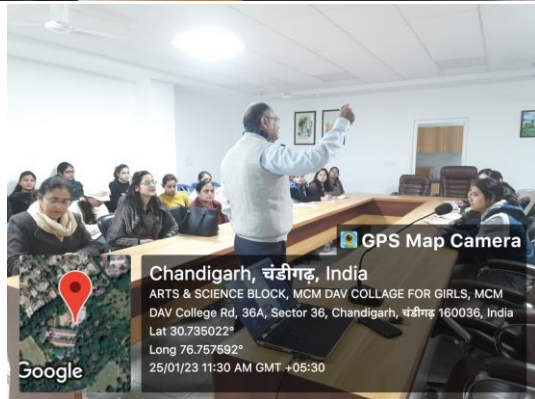 GPS Map Camera
Chandigarh, चंडीगढ़, India
ARTS & SCIENCE BLOCK, MCM DAV COLLAGE FOR GIRLS, MCM
DAV College Rd, 36A, Sector 36, Chandigarh, चंडीगढ़ 160036, India
Lat 30.735022°
Long 76.757592°
25/01/23 11:30 AM GMT +05:30
Google